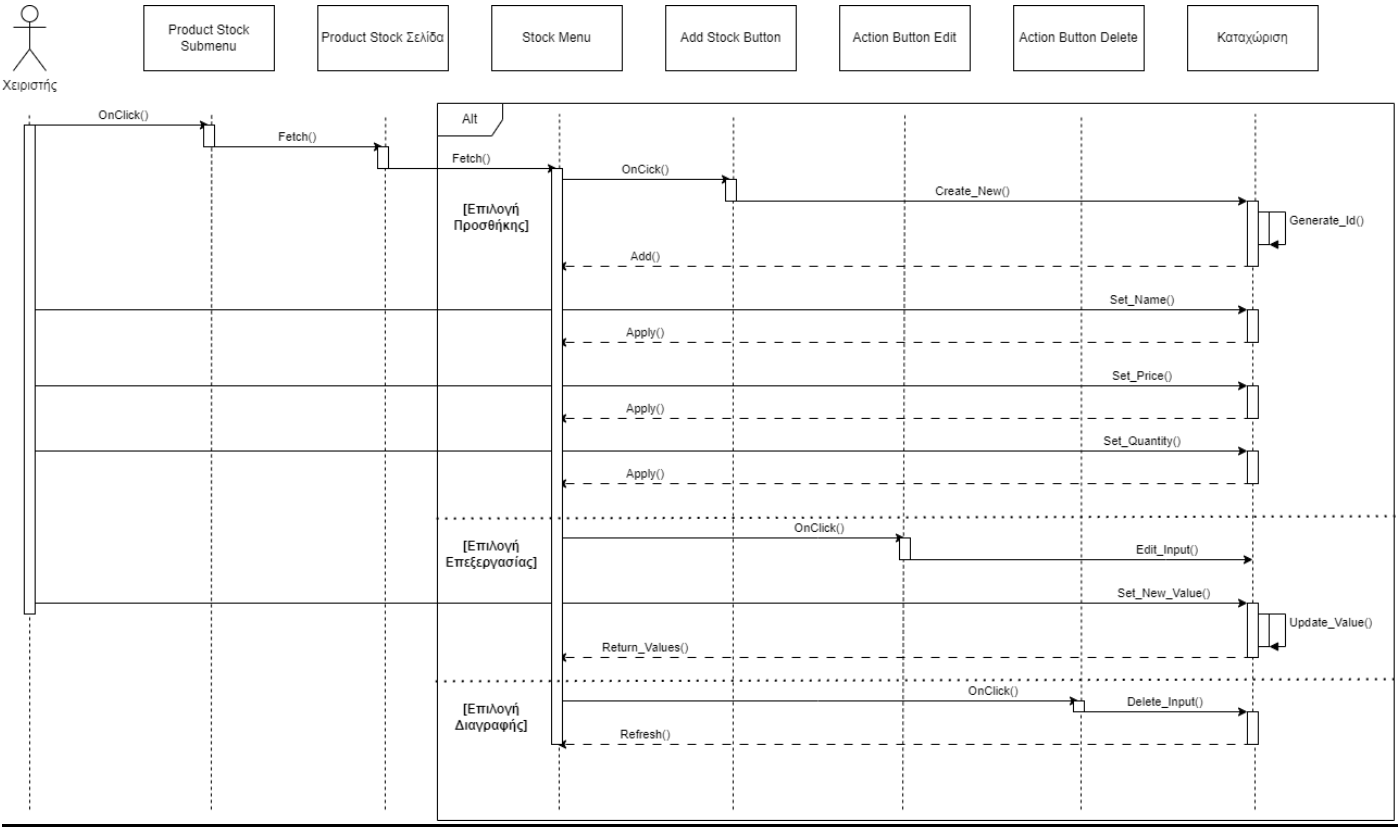 Product Stock
Submenu
Product Stock Σελίδα
Stock Menu
Add Stock Button
Action Button Edit
Action Button Delete
Καταχώριση
Χειριστής
OnClick()
Alt
Fetch()
Fetch()
OnCick()
Create_New()
[Επιλογή
Προσθήκης]
Generate_Id()
Add()
Set_Name()
Apply()
Set_Price()
Apply()
Set_Quantity()
Apply()
OnClick()
[Επιλογή
Επεξεργασίας]
Edit_Input()
Set_New_Value()
Update_Value()
Return_Values()
OnClick()
[Επιλογή
Διαγραφής]
Delete_Input()
Refresh()